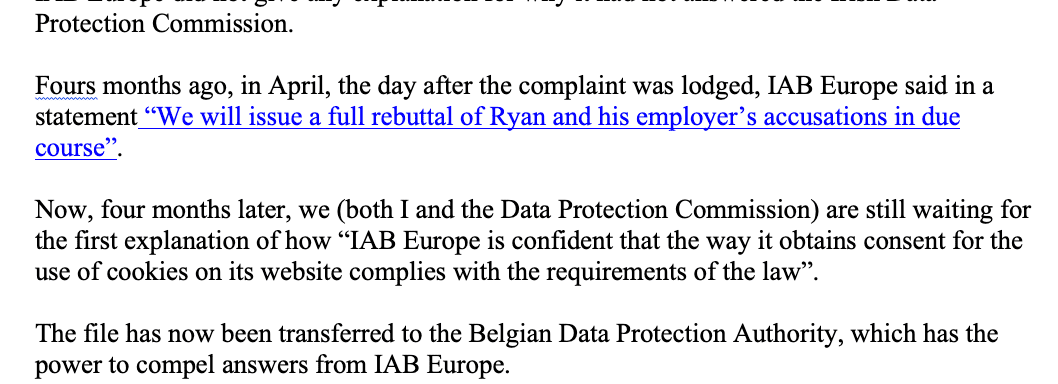 Protection Commission.
Fours months ago, in April, the day after the complaint was lodged, IAB Europe said in a
statement “We will issue a full rebuttal of Ryan and his employer’s accusations in due
course”.
Now, four months later, we (both I and the Data Protection Commission) are still waiting for
the first explanation of how “IAB Europe is confident that the way it obtains consent for the
use of cookies on its website complies with the requirements of the law”.
The file has now been transferred to the Belgian Data Protection Authority, which has the
power to compel answers from IAB Europe.